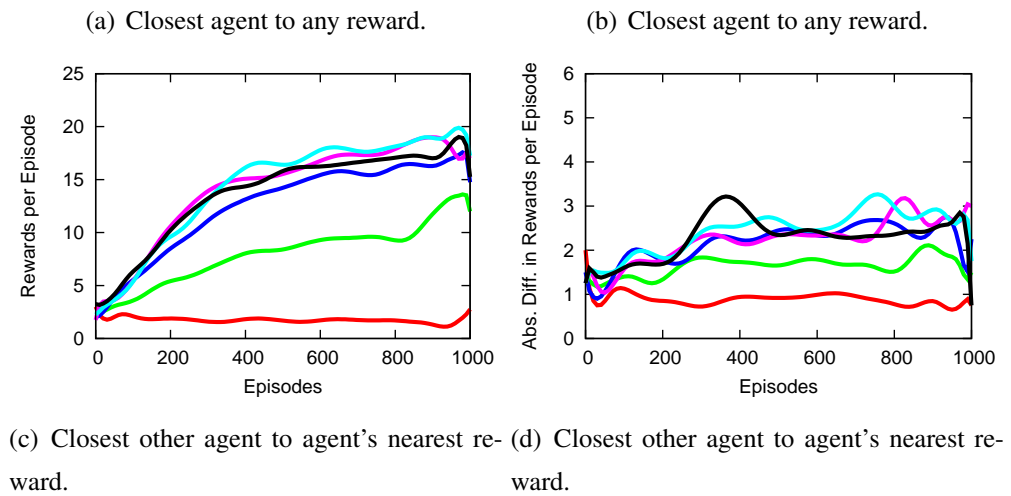 (a) Closest agent to any reward.
(b) Closest agent to any reward.
25
20
15
10
5
0
0 200 400 600 800 1000
Rewards per Episode
Episodes
6
5
4
3
2
1
0
0 200 400 600 800 1000
Abs. Diff. in Rewards per Episode
Episodes
(c) Closest other agent to agent's nearest re-
ward.
(d) Closest other agent to agent's nearest re-
ward.